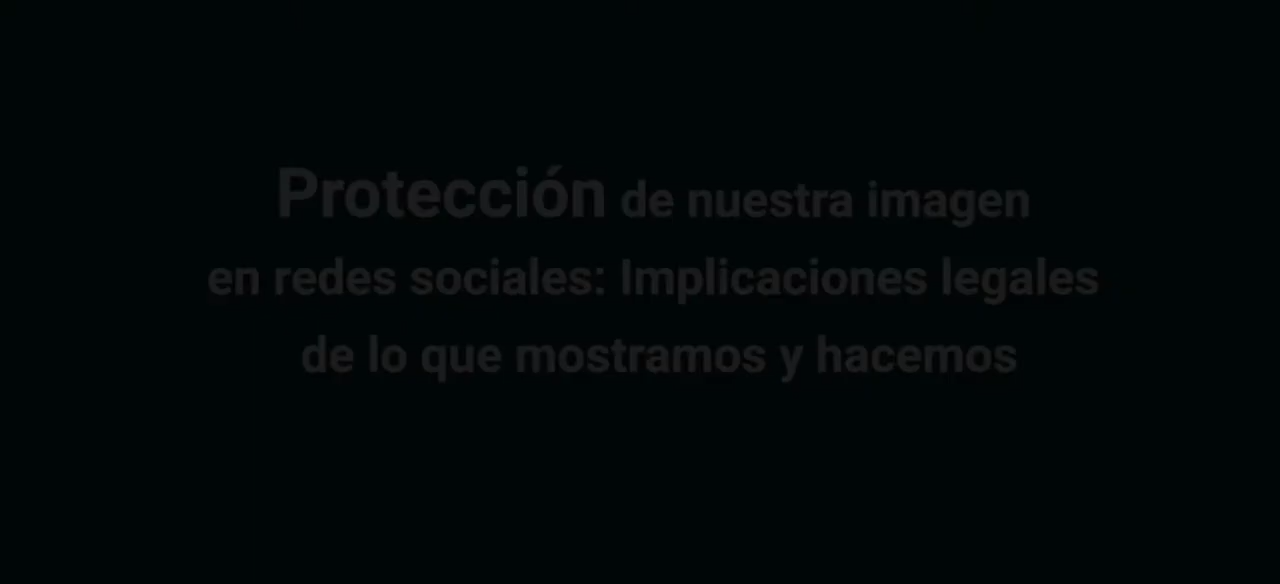 Protección de nuestra imagen
en redes sociales: Implicaciones legales
de lo que mostramos y hacemos